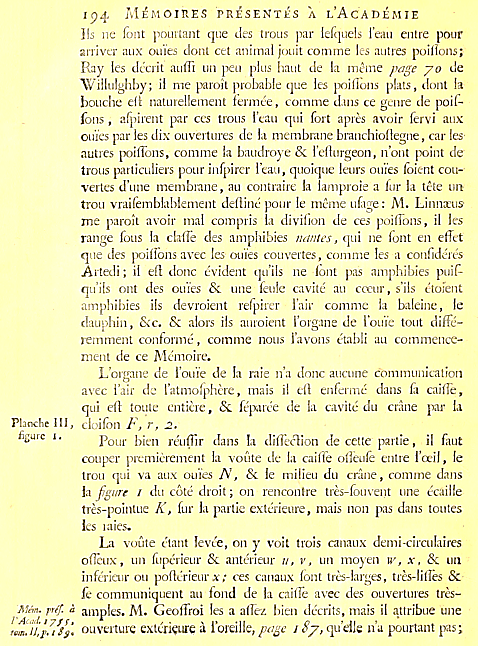 194 MÉMOIRES PRÉSENTÉS À L'ACADÉMIE
Ils ne ſont pourtant que des trous par leſquels l'eau entre pour
arriver aux ouïes dont cet animal jouit comme les autres poiſſons;
Ray les décrit auſſi un peu plus haut de la même page 70 de
Willulghby; il me paroît probable que les poiſſons plats, dont la
bouche eſt naturellement fermée, comme dans ce genre de poiſ-
ſons, aſpirent par ces trous l'eau qui ſort après avoir ſervi aux
ouïes par les dix ouvertures de la membrane branchioſtegne, car les
autres poiſſons, comme la baudroye & l'eſturgeon, n'ont point de
trous particuliers pour inſpirer l'eau, quoique leurs ouïes ſoient cou-
vertes d'une membrane, au contraire la lamproie a ſur la tête un
trou vraiſemblablement deſtiné pour le même uſage: M. Linnæus
me paroît avoir mal compris la diviſion de ces poiſſons, il les
range ſous la claſſe des amphibies nantes, qui ne ſont en effet
que des poiſſons avec les ouïes couvertes, comme les a conſidérés
Artedi; il eſt donc évident qu'ils ne ſont pas amphibies puiſ-
qu'ils ont des ouïes & une ſeule cavité au cœur, s'ils étoient
amphibies ils devroient reſpirer l'air comme la baleine, le
dauphin, &c. & alors ils auroient l'organe de l'ouïe tout diffé-
remment conformé, comme nous l'avons établi au commence-
ment de ce Mémoire.
L'organe de l'ouïe de la raie n'a donc aucune communication
avec l'air de l'atmoſphère, mais il eſt enfermé dans ſa caiſſe,
qui eſt toute entière, & ſéparée de la cavité du crâne par la
Planche III, cloiſon F, r, 2.
figure 1. Pour bien réuſſir dans la diſſection de cette partie, il faut
couper premièrement la voûte de la caiſſe oſſeuſe entre l'œil, le
trou qui va aux ouïes N, & le milieu du crâne, comme dans
la figure 1 du côté droit; on rencontre très-ſouvent une écaille
très-pointue K, ſur la partie extérieure, mais non pas dans toutes
les raies.
La voûte étant levée, on y voit trois canaux demi-circulaires
oſſeux, un ſupérieur & antérieur u, v, un moyen w, x, & un
inférieur ou poſtérieur x; ces canaux ſont très-larges, très-liſſes &
ſe communiquent au fond de la caiſſe avec des ouvertures très-
Mém. préſ. à amples. M. Geoffroi les a aſſez bien décrits, mais il attribue une
l'Acad. 1755, ouverture extérieure à l'oreille, page 187, qu'elle n'a pourtant pas;
tom. II, p. 189.